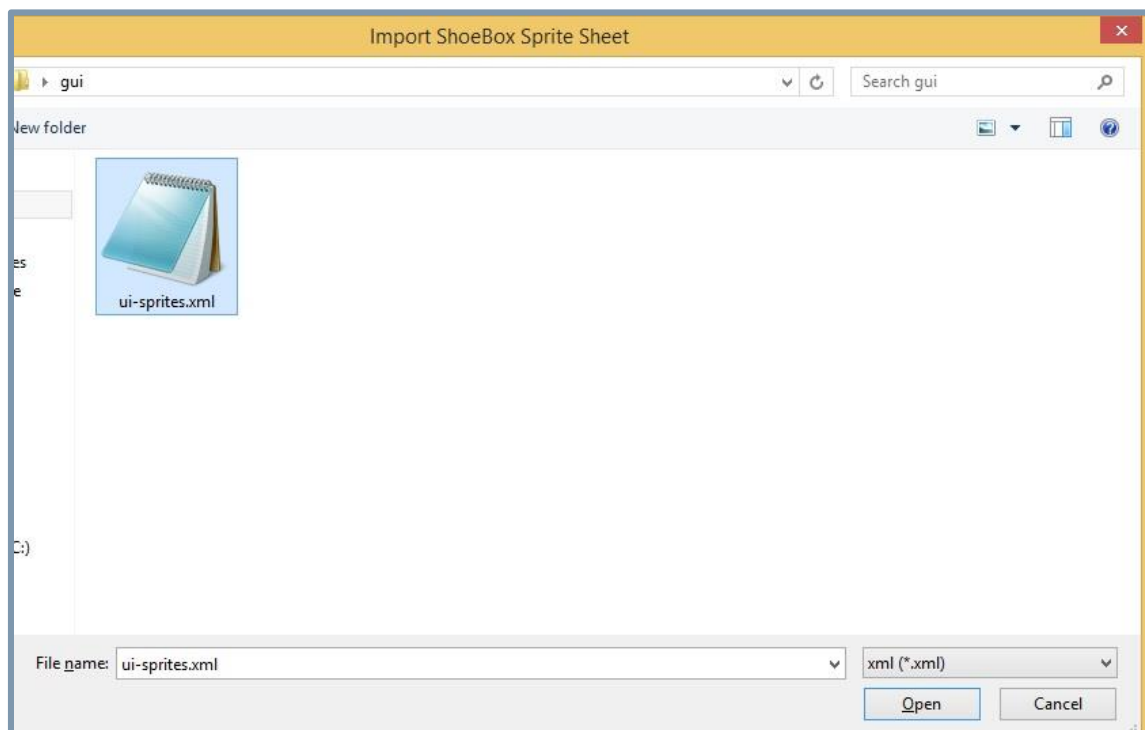 Import ShoeBox Sprite Sheet
gui
Search gui
New folder
ui-sprites.xml
es
e
C:)
File name: ui-sprites.xml
xml (*.xml)
Open Cancel